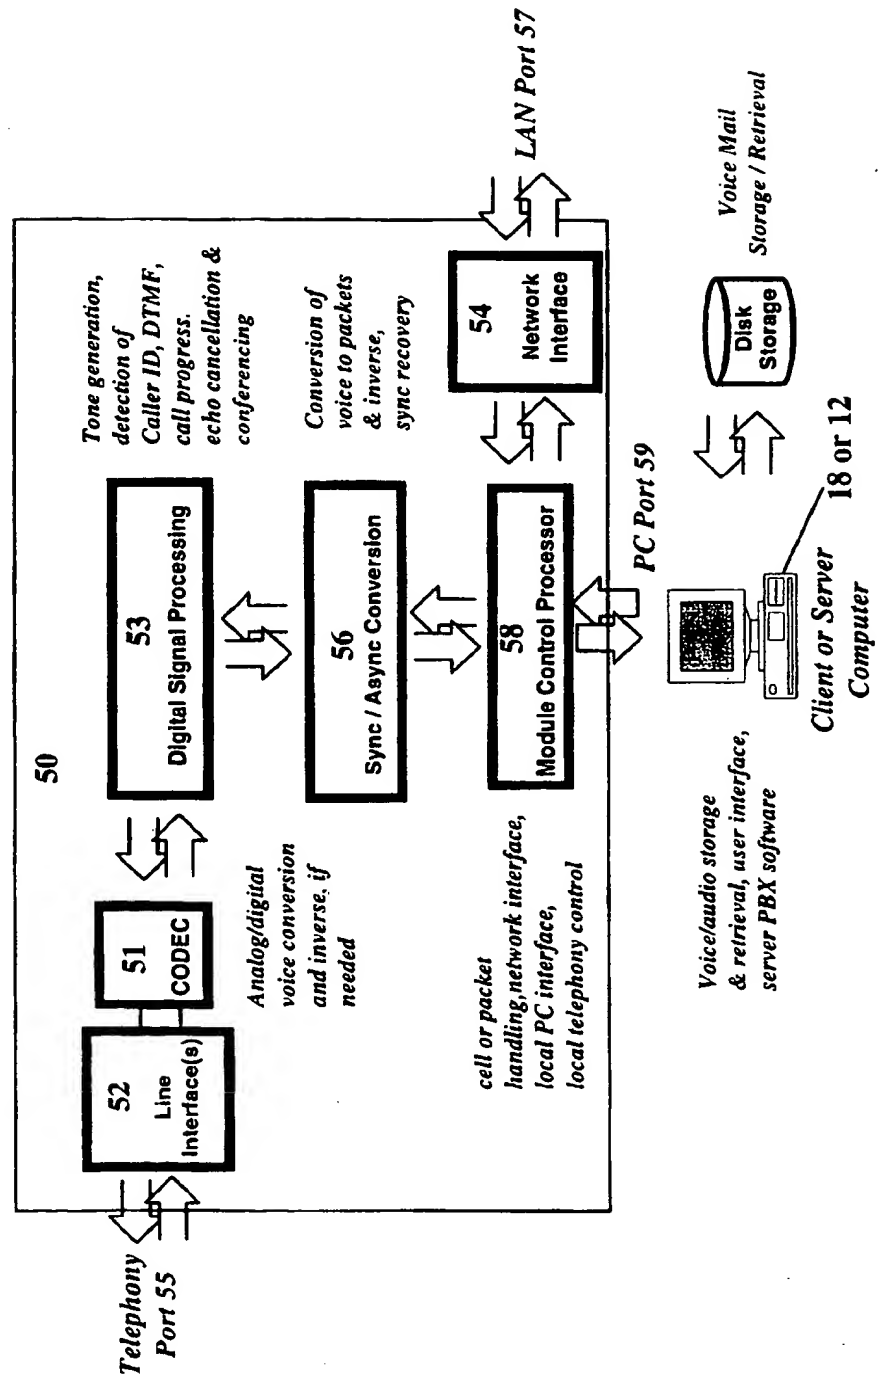 50
Telephony
Port 55
52
Line
Interface(s)
51
CODEC
Analog/digital
voice conversion
and inverse, if
needed
53
Digital Signal Processing
Tone generation,
detection of
Caller ID, DTMF,
call progress.
echo cancellation &
conferencing
56
Sync / Async Conversion
Conversion of
voice to packets
& inverse,
sync recovery
cell or packet
handling,network interface,
local PC interface,
local telephony control
58
Module Control Processor
54
Network
Interface
LAN Port 57
PC Port 59
Voice/audio storage
& retrieval, user interface,
server PBX software
Client or Server
Computer
18 or 12
Disk
Storage
Voice Mail
Storage / Retrieval